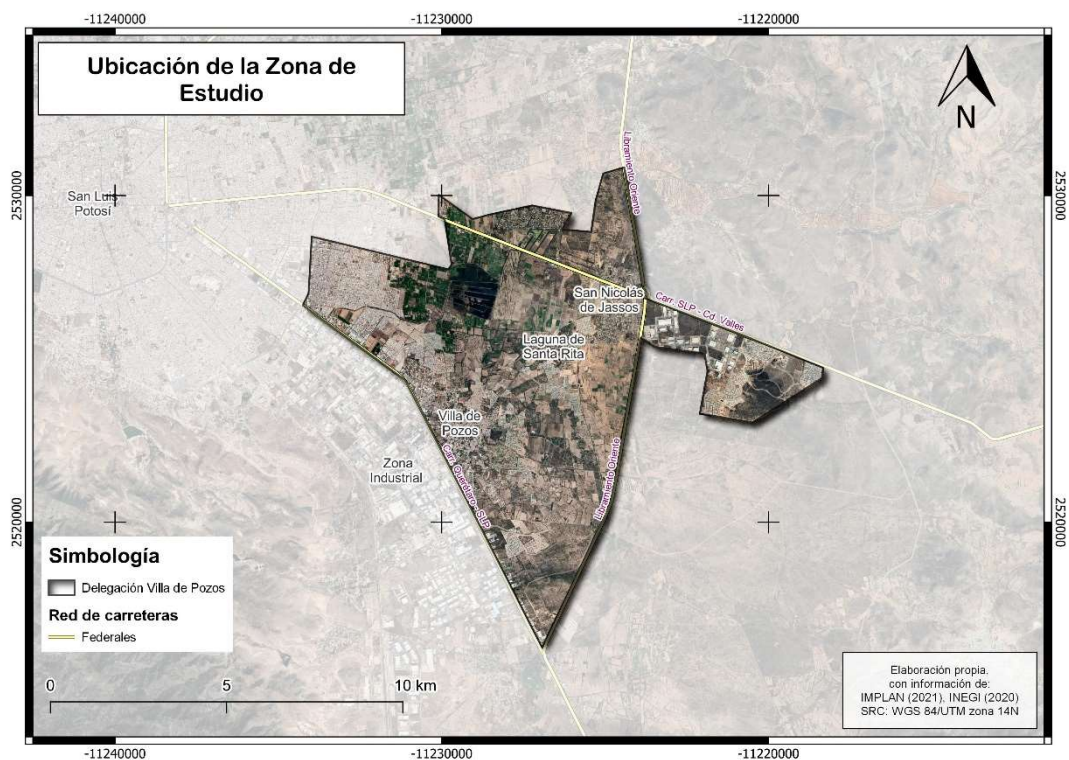 -11240000
-11230000
-11220000
Ubicación de la Zona de
Estudio
N
Libramiento Oriente
2530000
2530000
San Luis
Potosí
San Nicolás
de Jassos
Carr. SLP - Cd. Valles
Laguna de
Santa Rita
Villa de
Pozos
Zona
Industrial
Carr. Querétaro - SLP
Libramiento Oriente
2520000
2520000
Simbología
Delegación Villa de Pozos
Red de carreteras
Federales
0
5
10 km
Elaboración propia.
con información de:
IMPLAN (2021), INEGI (2020)
SRC: WGS 84/UTM zona 14N
-11240000
-11230000
-11220000